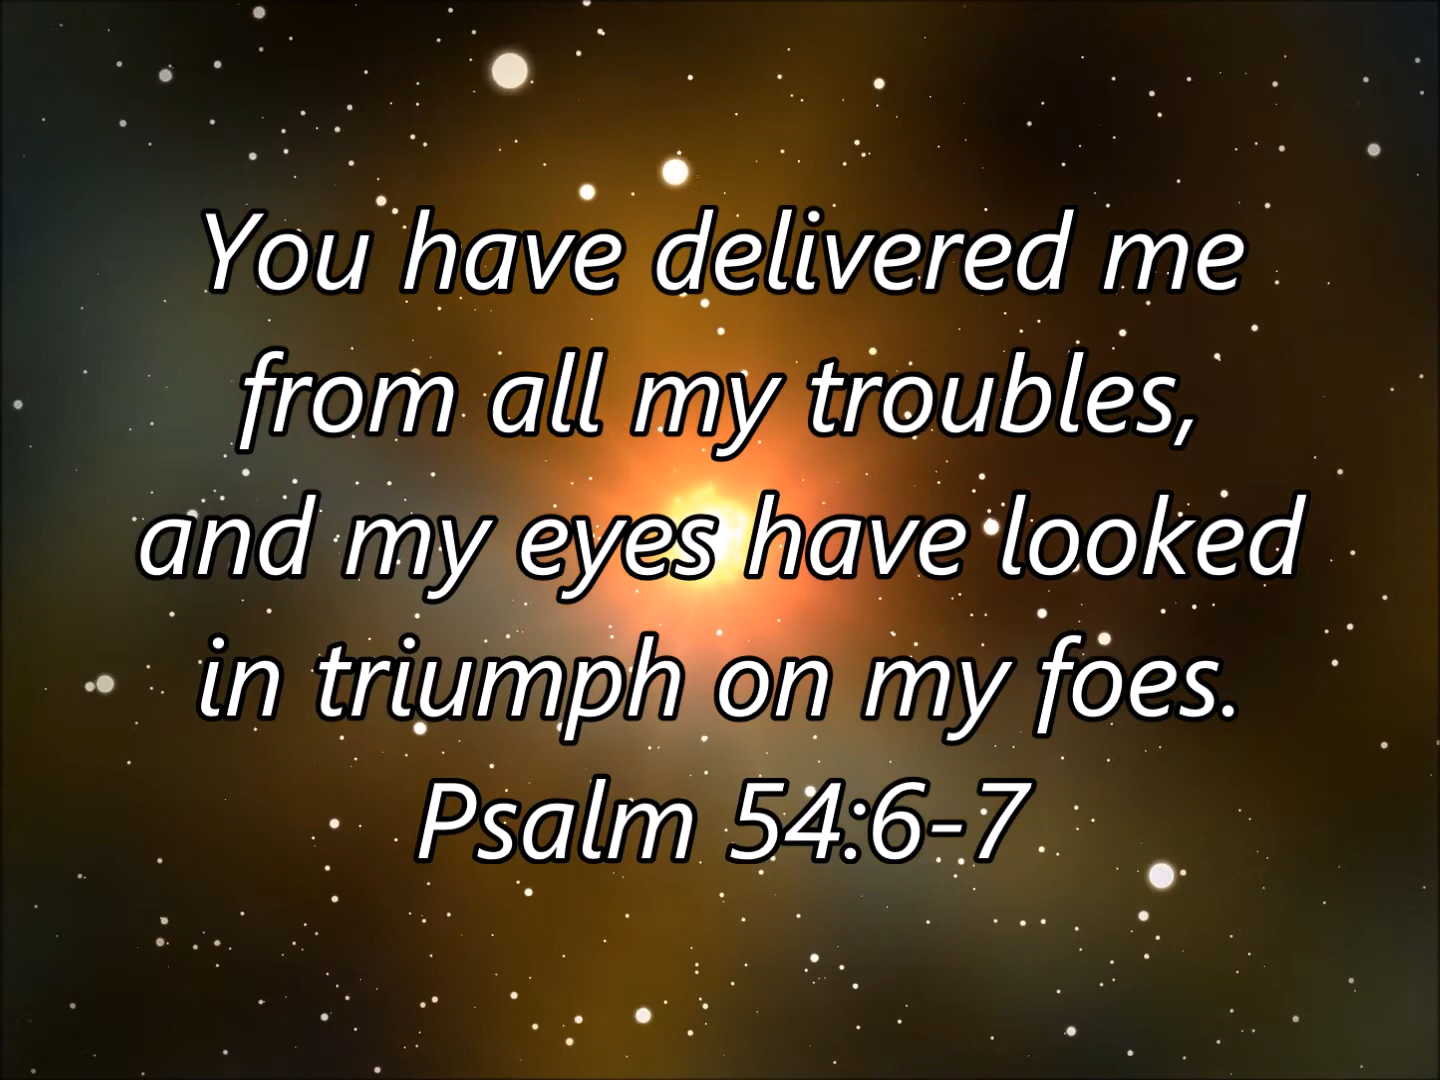 You have delivered me
from all my troubles,
and my eyes have looked
in triumph on my foes.
Psalm 54:6-7